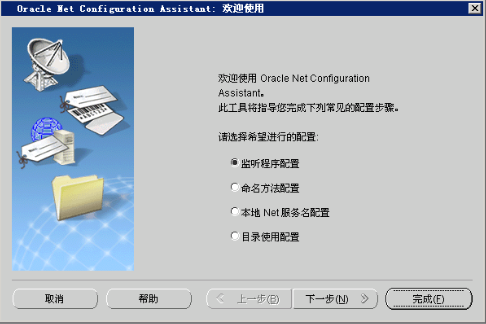 Oracle Net Configuration Assistant: 欢迎使用
欢迎使用 Oracle Net Configuration
Assistant。
此工具将指导您完成下列常见的配置步骤。
请选择希望进行的配置:
监听程序配置
命名方法配置
本地 Net 服务名配置
目录使用配置
取消
帮助
上一步(B)
下一步(N)
完成(F)